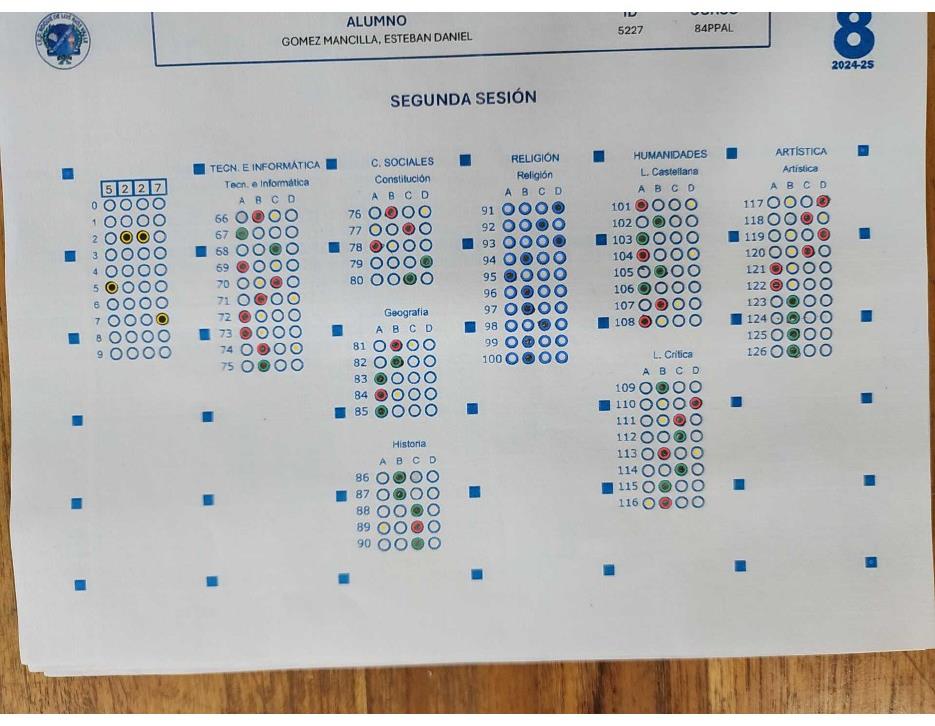 ALUMNO
GOMEZ MANCILLA, ESTEBAN DANIEL
5227
84PPAL
8
2024-25
SEGUNDA SESIÓN
5 2 2 7
0
1
2
3
4
5
6
7
8
9
TECN. E INFORMÁTICA
Tecn. e Informática
A B C D
66
67
68
69
70
71
72
73
74
75
C. SOCIALES
Constitución
A B C D
76
77
78
79
80
Geografía
A B C D
81
82
83
84
85
Historia
A B C D
86
87
88
89
90
RELIGIÓN
Religión
A B C D
91
92
93
94
95
96
97
98
99
100
HUMANIDADES
L. Castellana
A B C D
101
102
103
104
105
106
107
108
L. Crítica
A B C D
109
110
111
112
113
114
115
116
ARTÍSTICA
Artística
A B C D
117
118
119
120
121
122
123
124
125
126